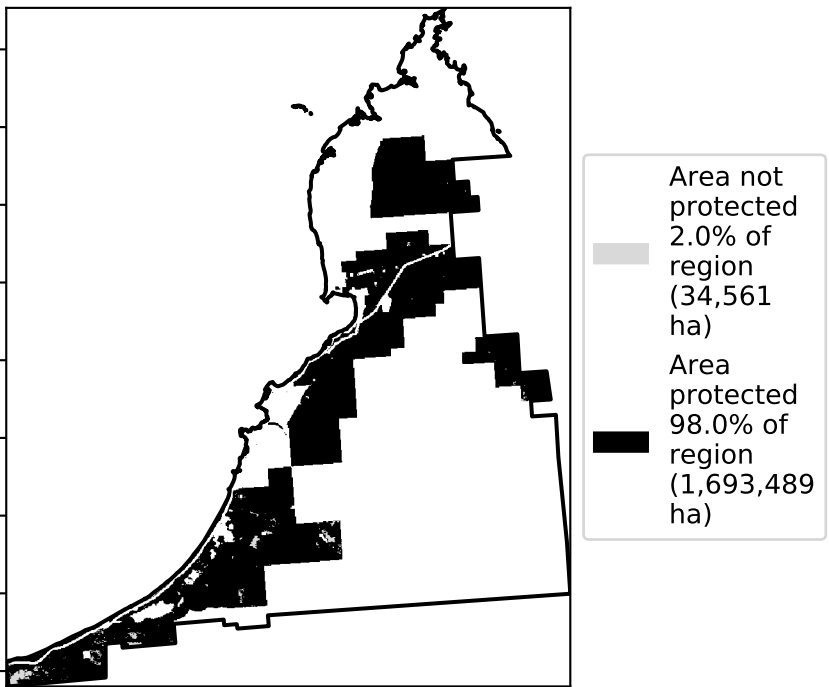 Area not
protected
2.0% of
region
(34,561
ha)
Area
protected
98.0% of
region
(1,693,489
ha)